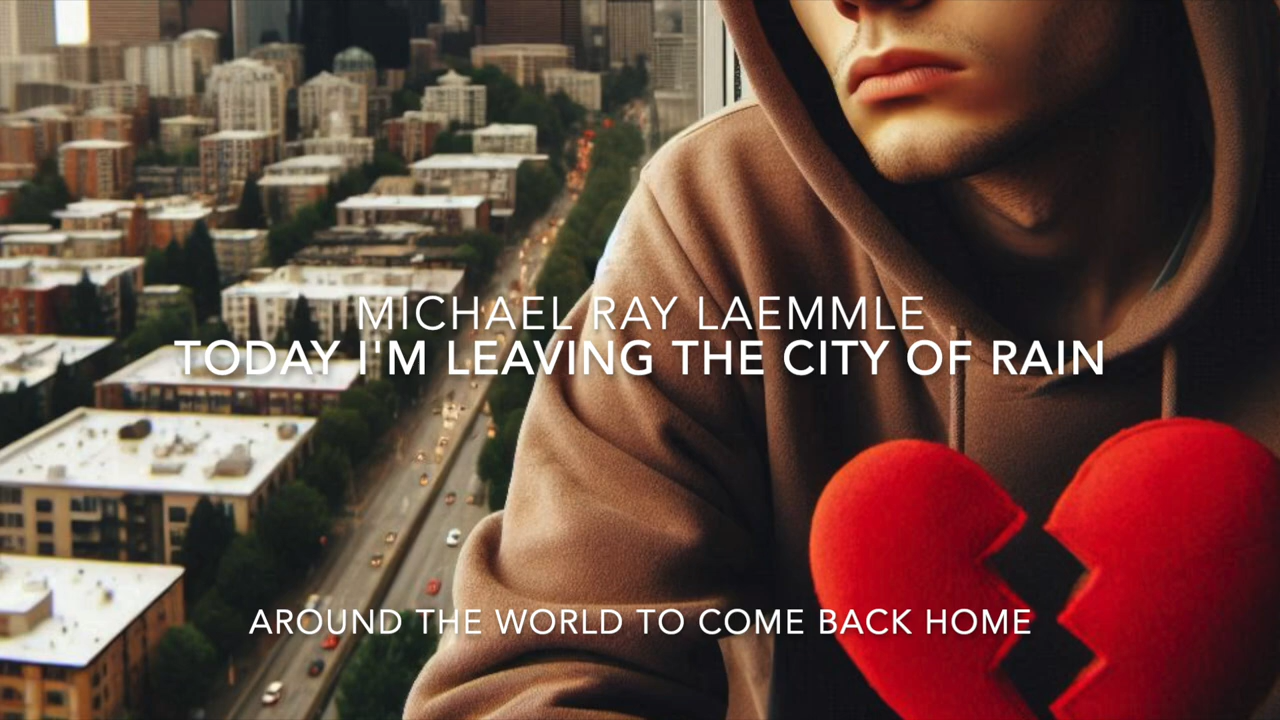 MICHAEL RAY LAEMMLE
TODAY I'M LEAVING THE CITY OF RAIN
AROUND THE WORLD TO COME BACK HOME